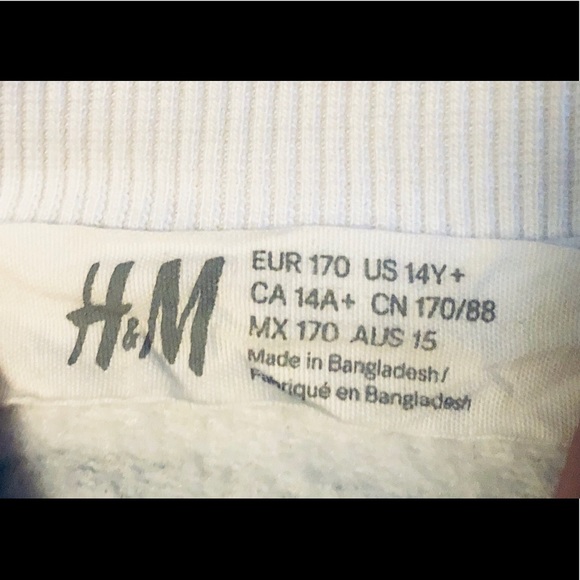 H&M
EUR 170 US 14Y+
CA 14A+ CN 170/88
MX 170 AUS 15
Made in Bangladesh/
Fabriqué en Bangladesh